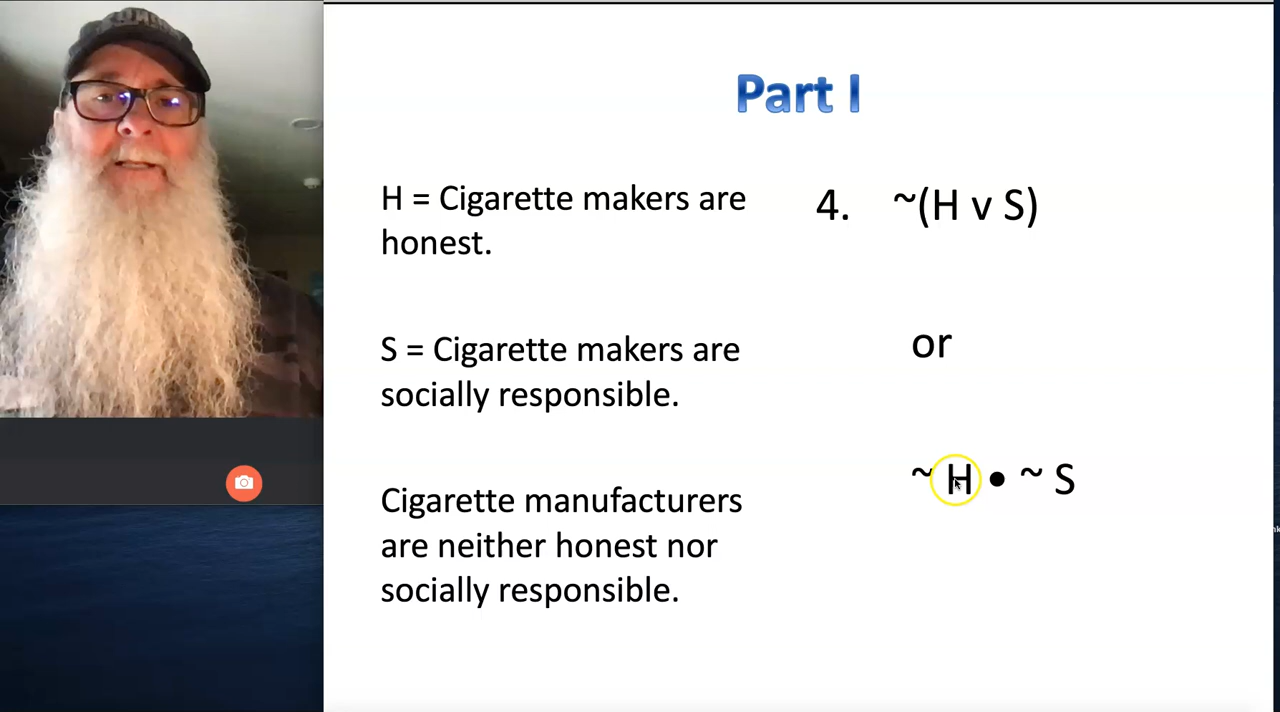 Part I
H = Cigarette makers are
honest.
4. ~(H v S)
S = Cigarette makers are
socially responsible.
or
~ H • ~ S
Cigarette manufacturers
are neither honest nor
socially responsible.